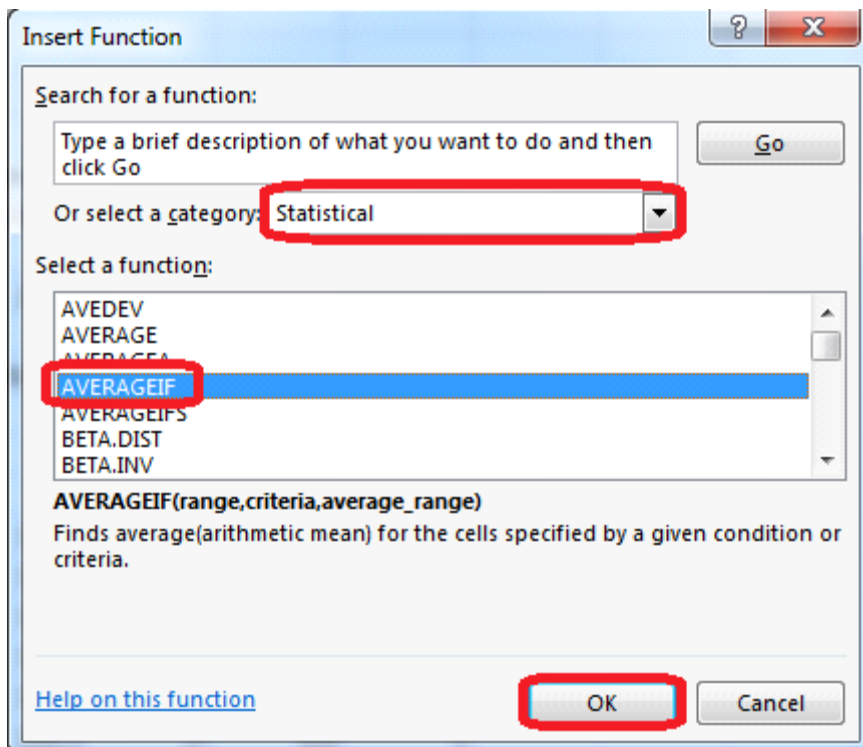 Insert Function
?
Search for a function:
Type a brief description of what you want to do and then
click Go
Go
Or select a category: Statistical
Select a function:
AVEDEV
AVERAGE
AVERAGEA
AVERAGEIF
AVERAGEIFS
BETA.DIST
BETA.INV
AVERAGEIF(range,criteria,average_range)
Finds average(arithmetic mean) for the cells specified by a given condition or
criteria.
Help on this function
OK
Cancel